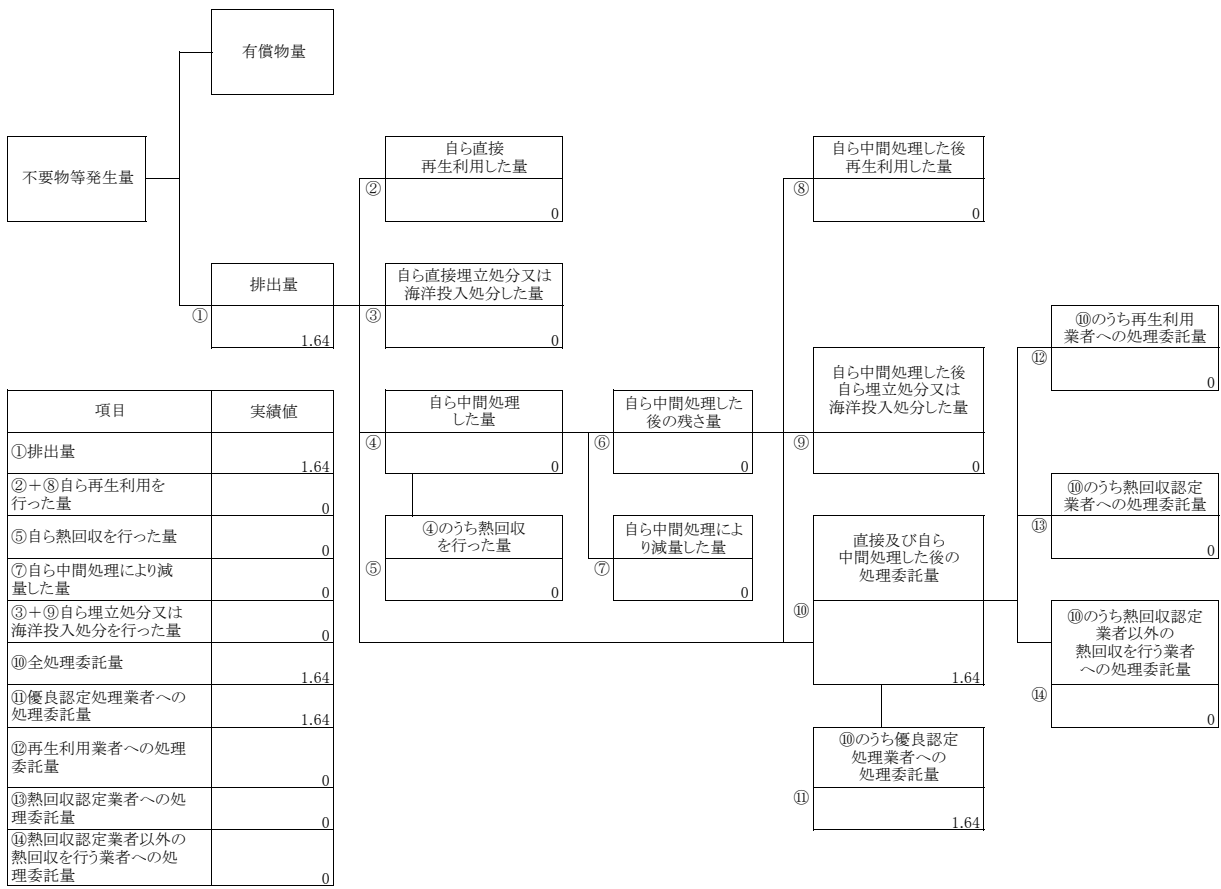 有償物量
不要物等発生量
自ら直接
再生利用した量
②
0
自ら中間処理した後
再生利用した量
⑧
0
排出量
①
1.64
自ら直接埋立処分又は
海洋投入処分した量
③
0
⑩のうち再生利用
業者への処理委託量
⑫
0
自ら中間処理
した量
④
0
自ら中間処理した
後の残さ量
⑥
0
自ら中間処理した後
自ら埋立処分又は
海洋投入処分した量
⑨
0
⑩のうち熱回収認定
業者への処理委託量
⑬
0
④のうち熱回収
を行った量
⑤
0
自ら中間処理によ
り減量した量
⑦
0
直接及び自ら
中間処理した後の
処理委託量
⑩
1.64
⑩のうち熱回収認定
業者以外の
熱回収を行う業者
への処理委託量
⑭
0
⑩のうち優良認定
処理業者への
処理委託量
⑪
1.64
項目 実績値
①排出量
1.64
②+⑧自ら再生利用を
行った量
0
⑤自ら熱回収を行った量
0
⑦自ら中間処理により減
量した量
0
③+⑨自ら埋立処分又は
海洋投入処分を行った量
0
⑩全処理委託量
1.64
⑪優良認定処理業者への
処理委託量
1.64
⑫再生利用業者への処理
委託量
0
⑬熱回収認定業者への処
理委託量
0
⑭熱回収認定業者以外の
熱回収を行う業者への処
理委託量
0